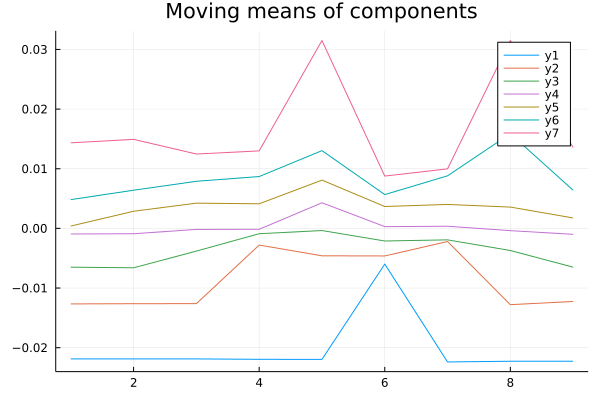 Moving means of components
0.03
0.02
0.01
0.00
−0.01
−0.02
2 4 6 8
y1
y2
y3
y4
y5
y6
y7